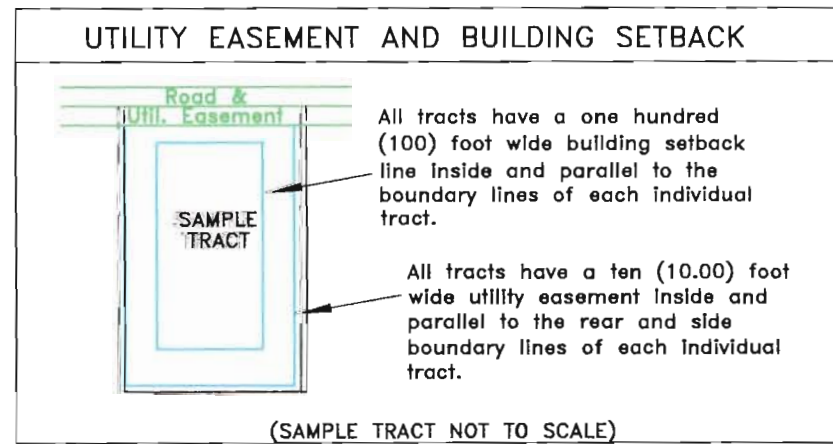 UTILITY EASEMENT AND BUILDING SETBACK
Road &
Util. Easement
All tracts have a one hundred
(100) foot wide building setback
line inside and parallel to the
boundary lines of each individual
tract.
SAMPLE
TRACT
All tracts have a ten (10.00) foot
wide utility easement inside and
parallel to the rear and side
boundary lines of each individual
tract.
(SAMPLE TRACT NOT TO SCALE)